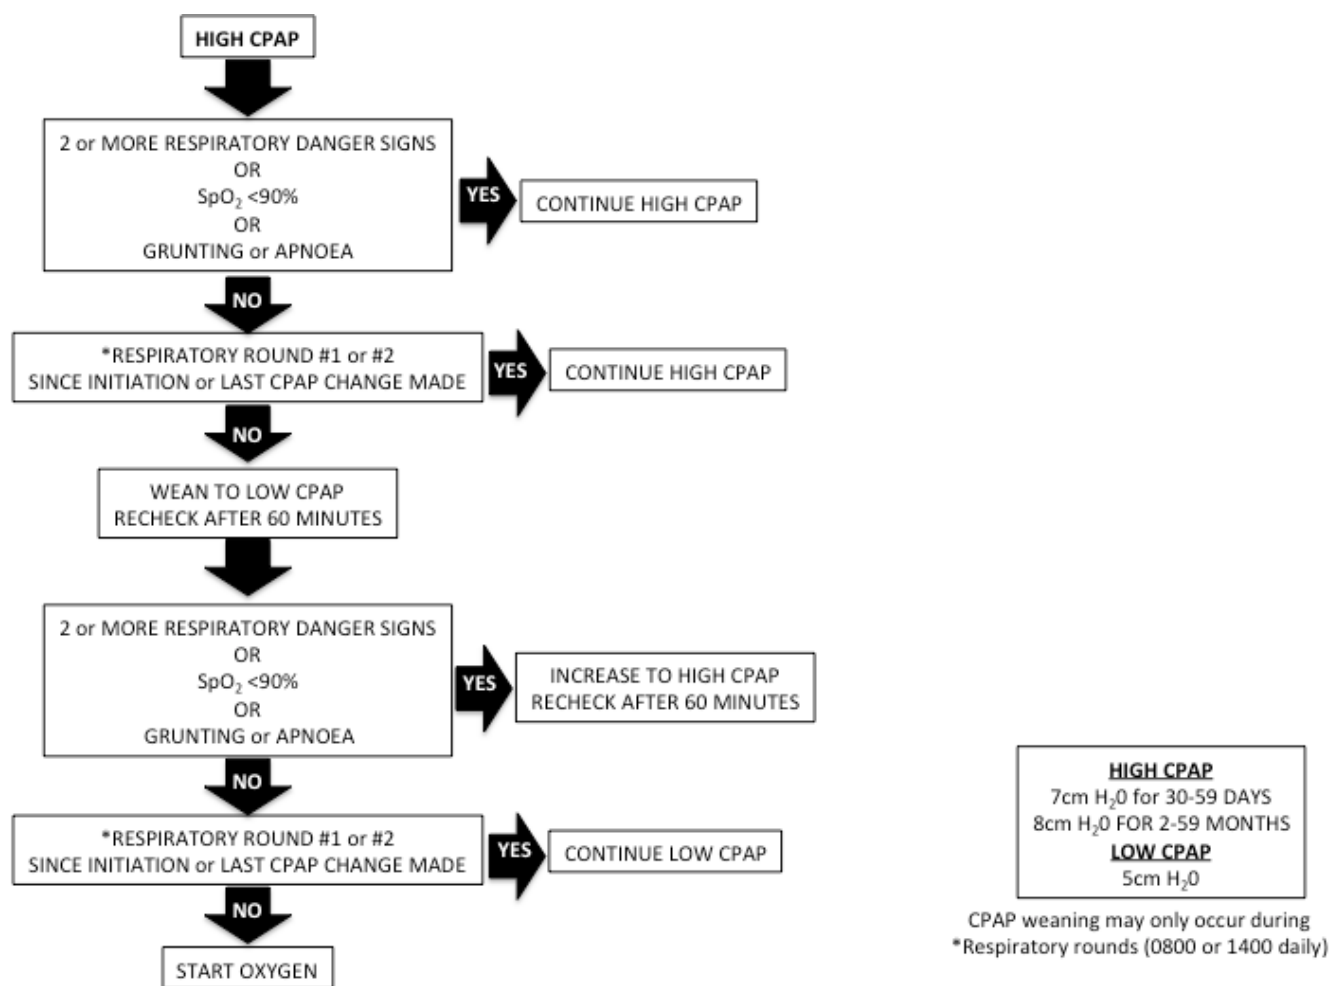 HIGH CPAP
2 or MORE RESPIRATORY DANGER SIGNS
OR
SpO₂ <90%
OR
GRUNTING or APNOEA
YES
CONTINUE HIGH CPAP
NO
*RESPIRATORY ROUND #1 or #2
SINCE INITIATION or LAST CPAP CHANGE MADE
YES
CONTINUE HIGH CPAP
NO
WEAN TO LOW CPAP
RECHECK AFTER 60 MINUTES
2 or MORE RESPIRATORY DANGER SIGNS
OR
SpO₂ <90%
OR
GRUNTING or APNOEA
YES
INCREASE TO HIGH CPAP
RECHECK AFTER 60 MINUTES
NO
*RESPIRATORY ROUND #1 or #2
SINCE INITIATION or LAST CPAP CHANGE MADE
YES
CONTINUE LOW CPAP
NO
START OXYGEN
HIGH CPAP
7cm H₂0 for 30-59 DAYS
8cm H₂0 FOR 2-59 MONTHS
LOW CPAP
5cm H₂0
CPAP weaning may only occur during
*Respiratory rounds (0800 or 1400 daily)